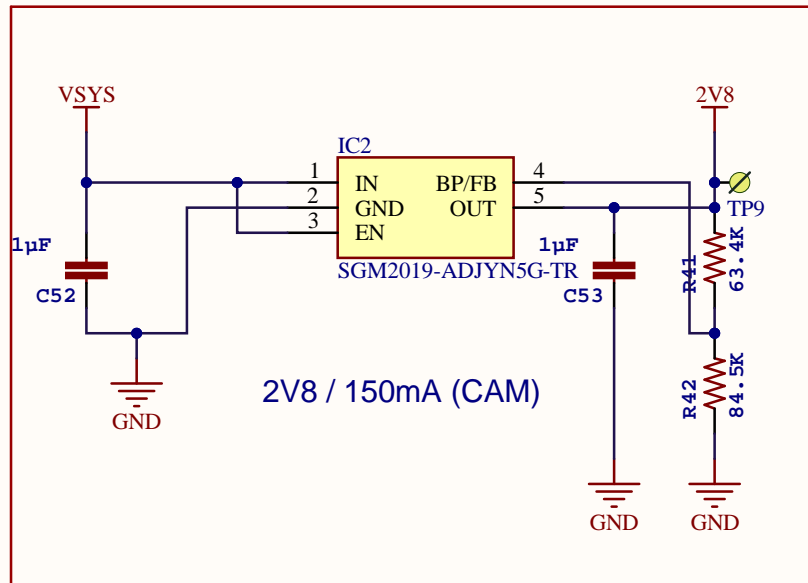 VSYS
2V8
IC2
1
IN
BP/FB
4
2
GND
OUT
5
3
EN
TP9
SGM2019-ADJYN5G-TR
1µF
C52
1µF
C53
R41
63.4K
R42
84.5K
2V8 / 150mA (CAM)
GND
GND
GND